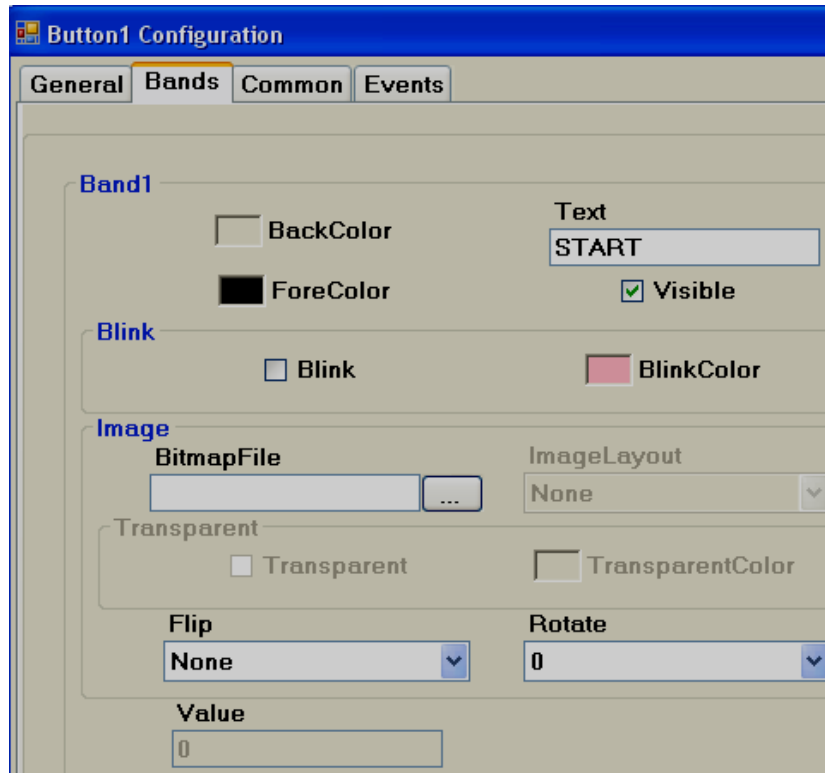 Button1 Configuration
General Bands Common Events
Band1
BackColor
Text
START
ForeColor
Visible
Blink
Blink
BlinkColor
Image
BitmapFile
...
ImageLayout
None
Transparent
Transparent
TransparentColor
Flip
None
Rotate
0
Value
0